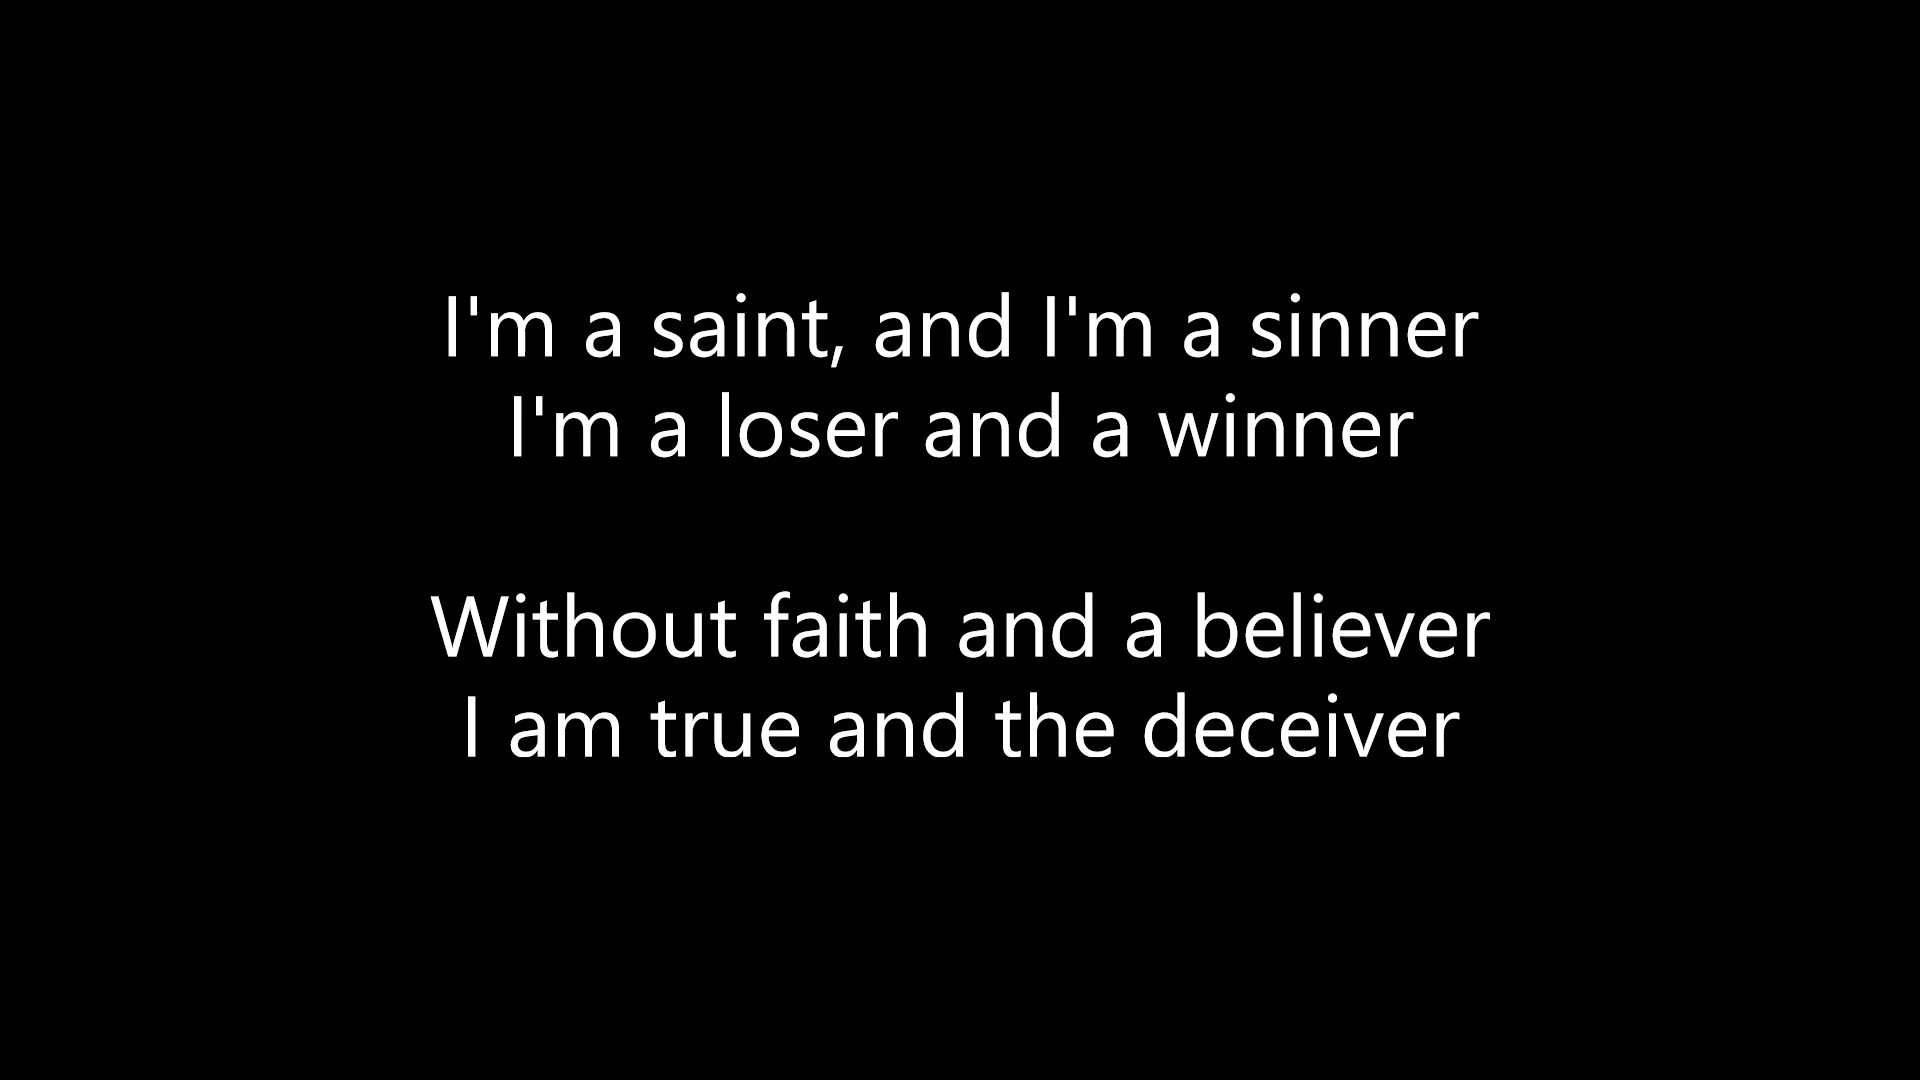 I'm a saint, and I'm a sinner
I'm a loser and a winner
Without faith and a believer
I am true and the deceiver